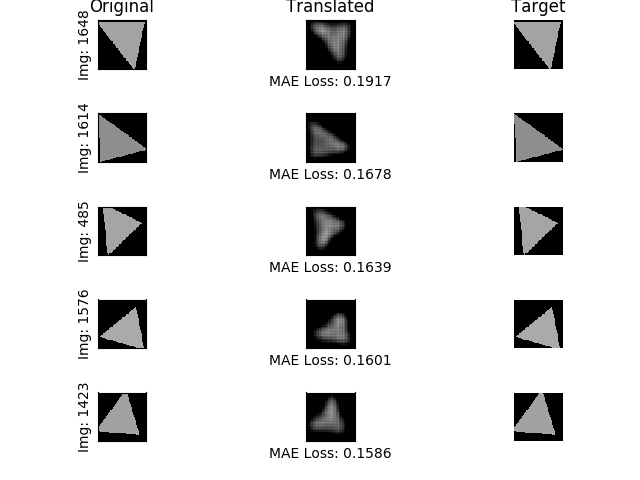 Original Translated Target
Img: 1648
MAE Loss: 0.1917
Img: 1614
MAE Loss: 0.1678
Img: 485
MAE Loss: 0.1639
Img: 1576
MAE Loss: 0.1601
Img: 1423
MAE Loss: 0.1586